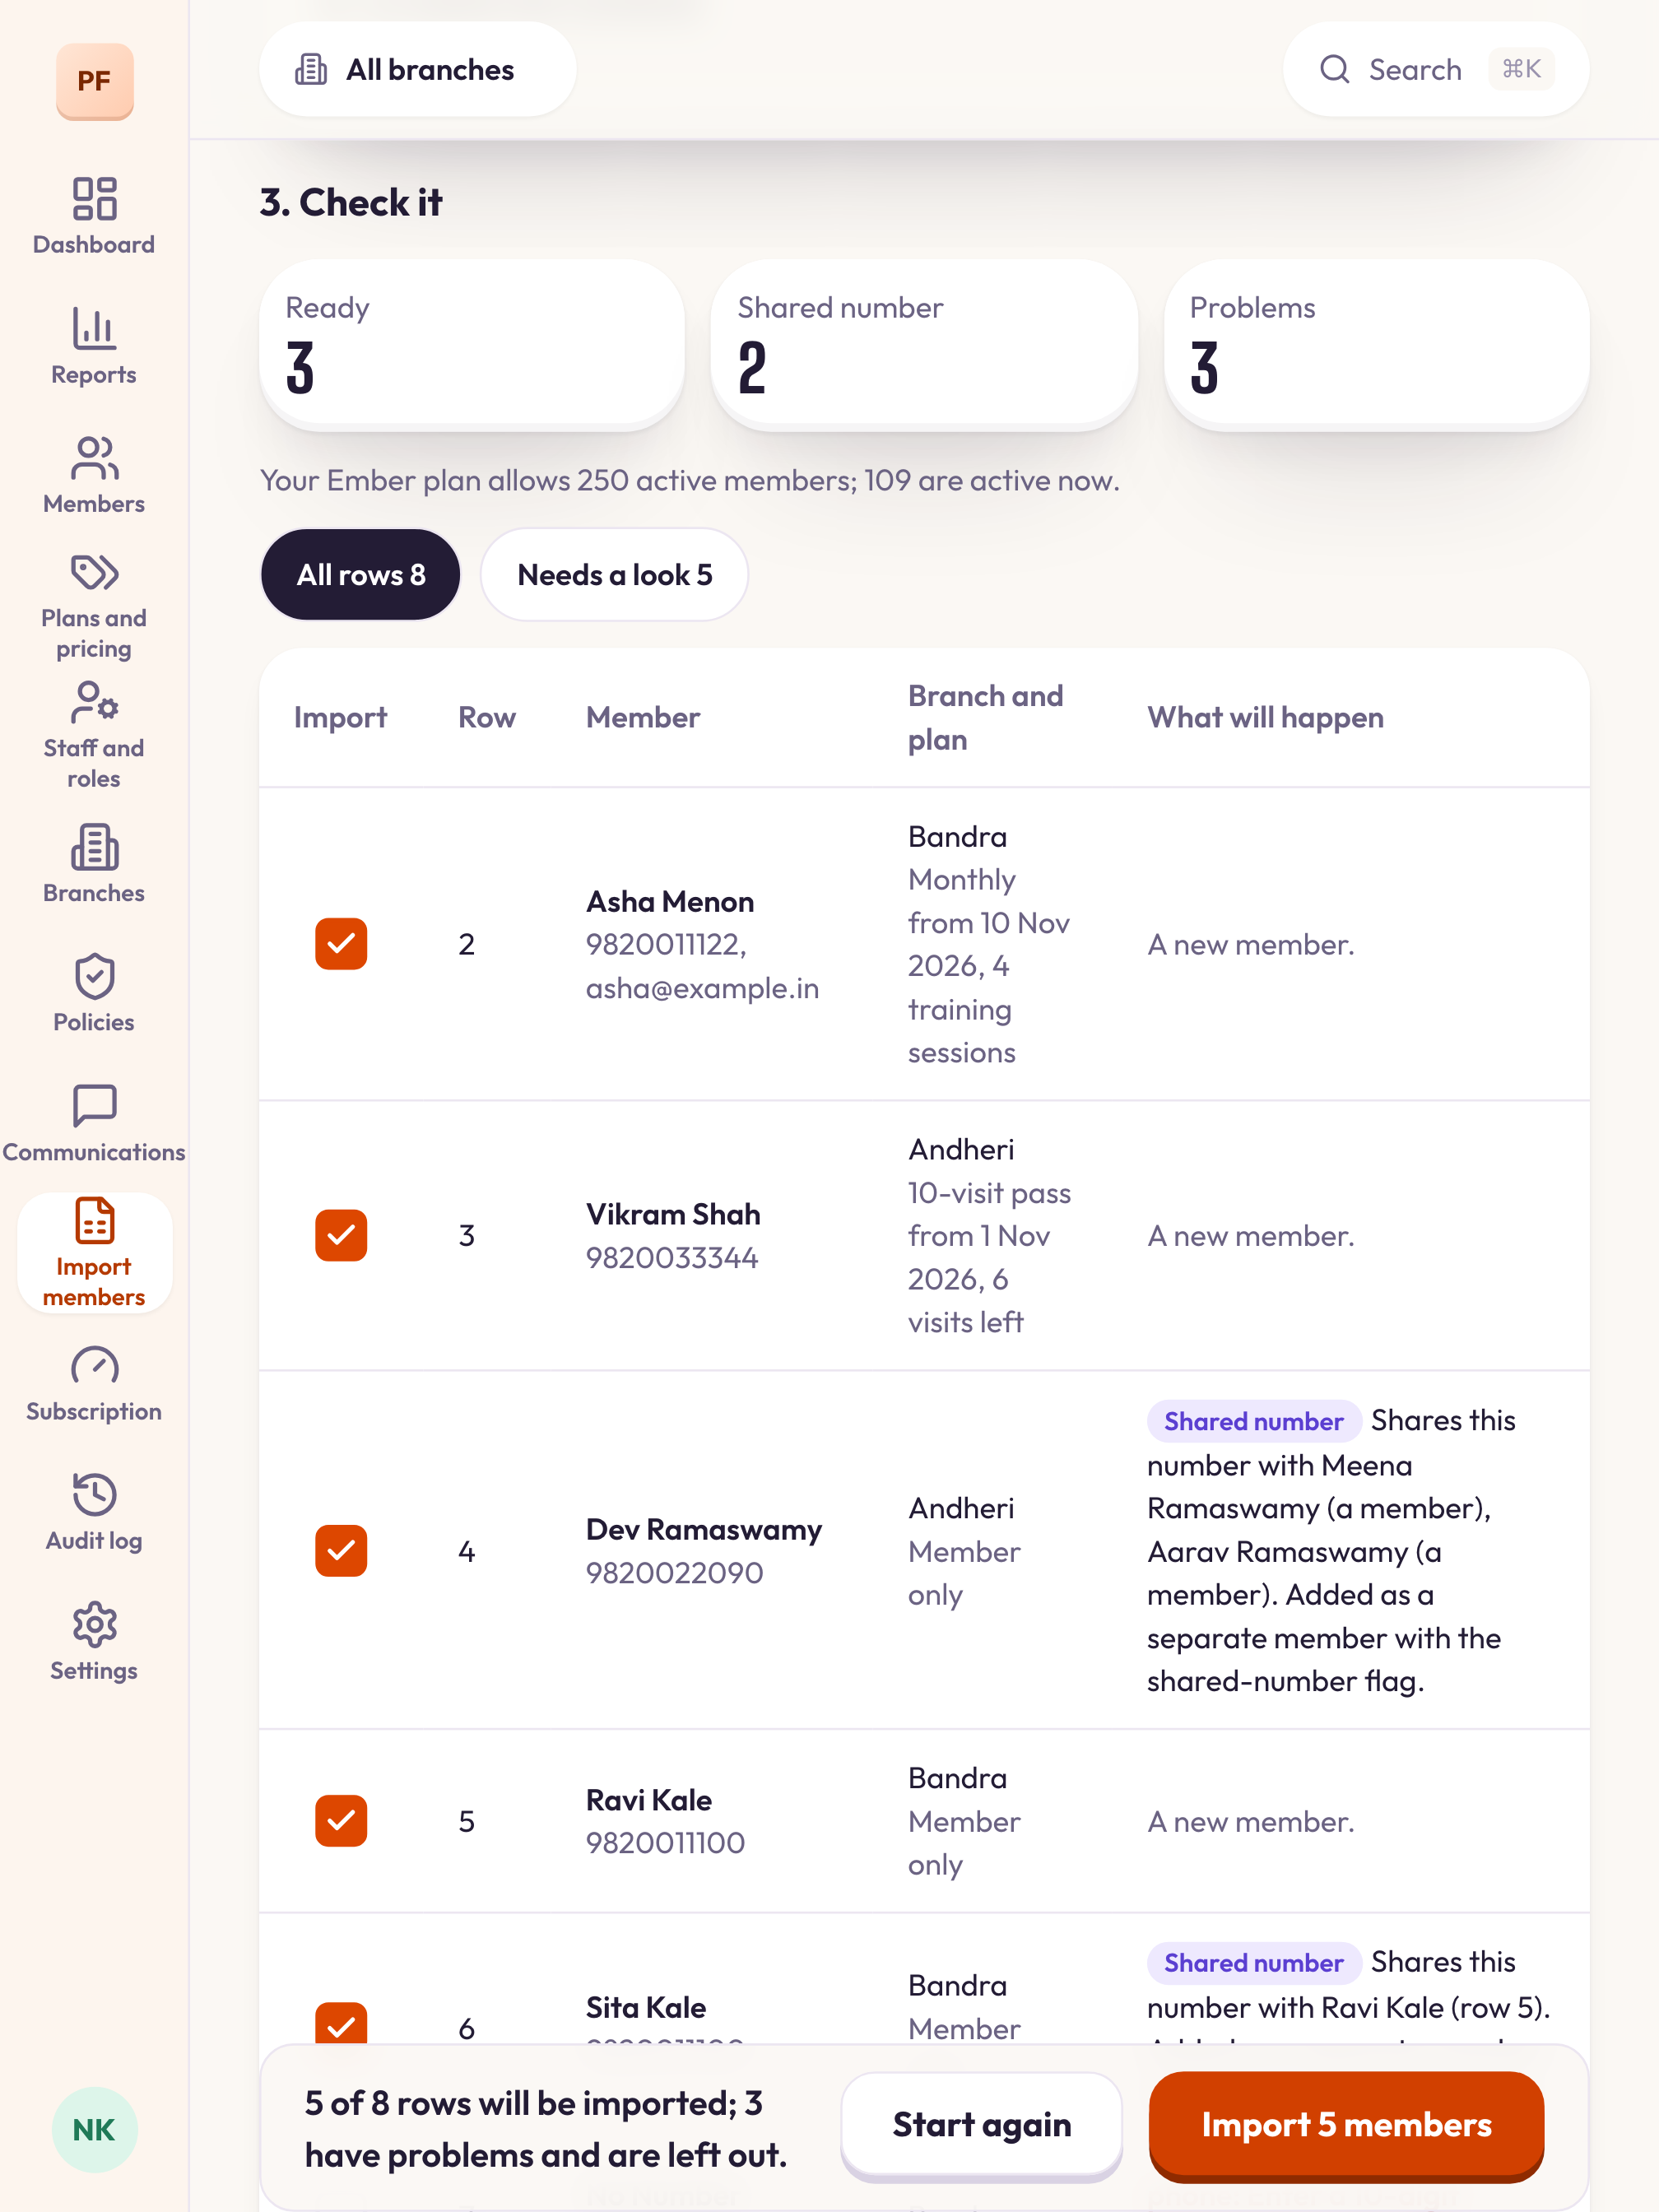 PF
All branches
Search ⌘K
Dashboard
Reports
Members
Plans and
pricing
Staff and
roles
Branches
Policies
Communications
Import
members
Subscription
Audit log
Settings
NK
3. Check it
Ready
3
Shared number
2
Problems
3
Your Ember plan allows 250 active members; 109 are active now.
All rows 8
Needs a look 5
Import
Row
Member
Branch and
plan
What will happen
2
Asha Menon
9820011122,
asha@example.in
Bandra
Monthly
from 10 Nov
2026, 4
training
sessions
A new member.
3
Vikram Shah
9820033344
Andheri
10-visit pass
from 1 Nov
2026, 6
visits left
A new member.
4
Dev Ramaswamy
9820022090
Andheri
Member
only
Shared number Shares this
number with Meena
Ramaswamy (a member),
Aarav Ramaswamy (a
member). Added as a
separate member with the
shared-number flag.
5
Ravi Kale
9820011100
Bandra
Member
only
A new member.
6
Sita Kale
Bandra
Member
Shared number Shares this
number with Ravi Kale (row 5).
5 of 8 rows will be imported; 3
have problems and are left out.
Start again
Import 5 members